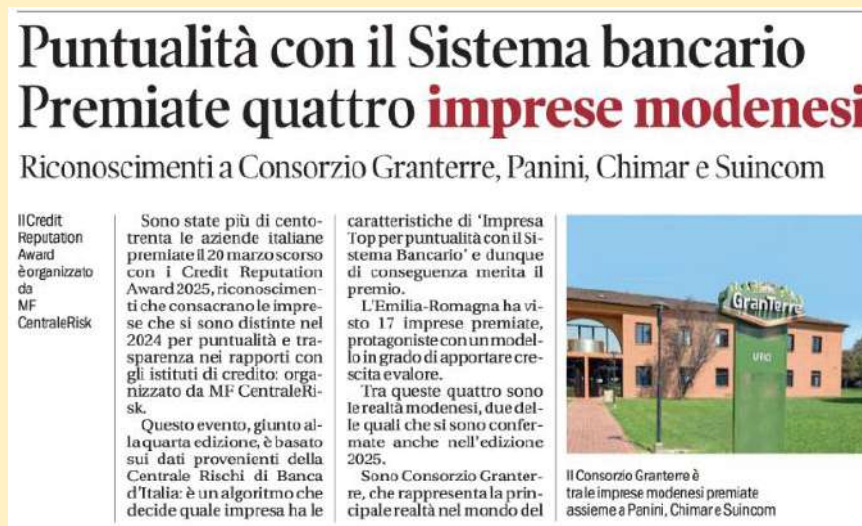 Puntualità con il Sistema bancario
Premiate quattro imprese modenesi
Riconoscimenti a Consorzio Granterre, Panini, Chimar e Suincom
Il Credit
Reputation
Award
è organizzato
da
MF
CentraleRisk
Sono state più di cento-
trenta le aziende italiane
premiate il 20 marzo scorso
con i Credit Reputation
Award 2025, riconoscimen-
ti che consacrano le impre-
se che si sono distinte nel
2024 per puntualità e tra-
sparenza nei rapporti con
gli istituti di credito: orga-
nizzato da MF CentraleRi-
sk.
Questo evento, giunto al-
la quarta edizione, è basato
sui dati provenienti della
Centrale Rischi di Banca
d'Italia: è un algoritmo che
decide quale impresa ha le
caratteristiche di 'Impresa
Top per puntualità con il Si-
stema Bancario' e dunque
di conseguenza merita il
premio.
L'Emilia-Romagna ha vi-
sto 17 imprese premiate,
protagoniste con un model-
lo in grado di apportare cre-
scita e valore.
Tra queste quattro sono
le realtà modenesi, due del-
le quali che si sono confer-
mate anche nell'edizione
2025.
Sono Consorzio Granter-
re, che rappresenta la prin-
cipale realtà nel mondo del
GranTerre
UFFICI
Il Consorzio Granterre è
tra le imprese modenesi premiate
assieme a Panini, Chimar e Suincom